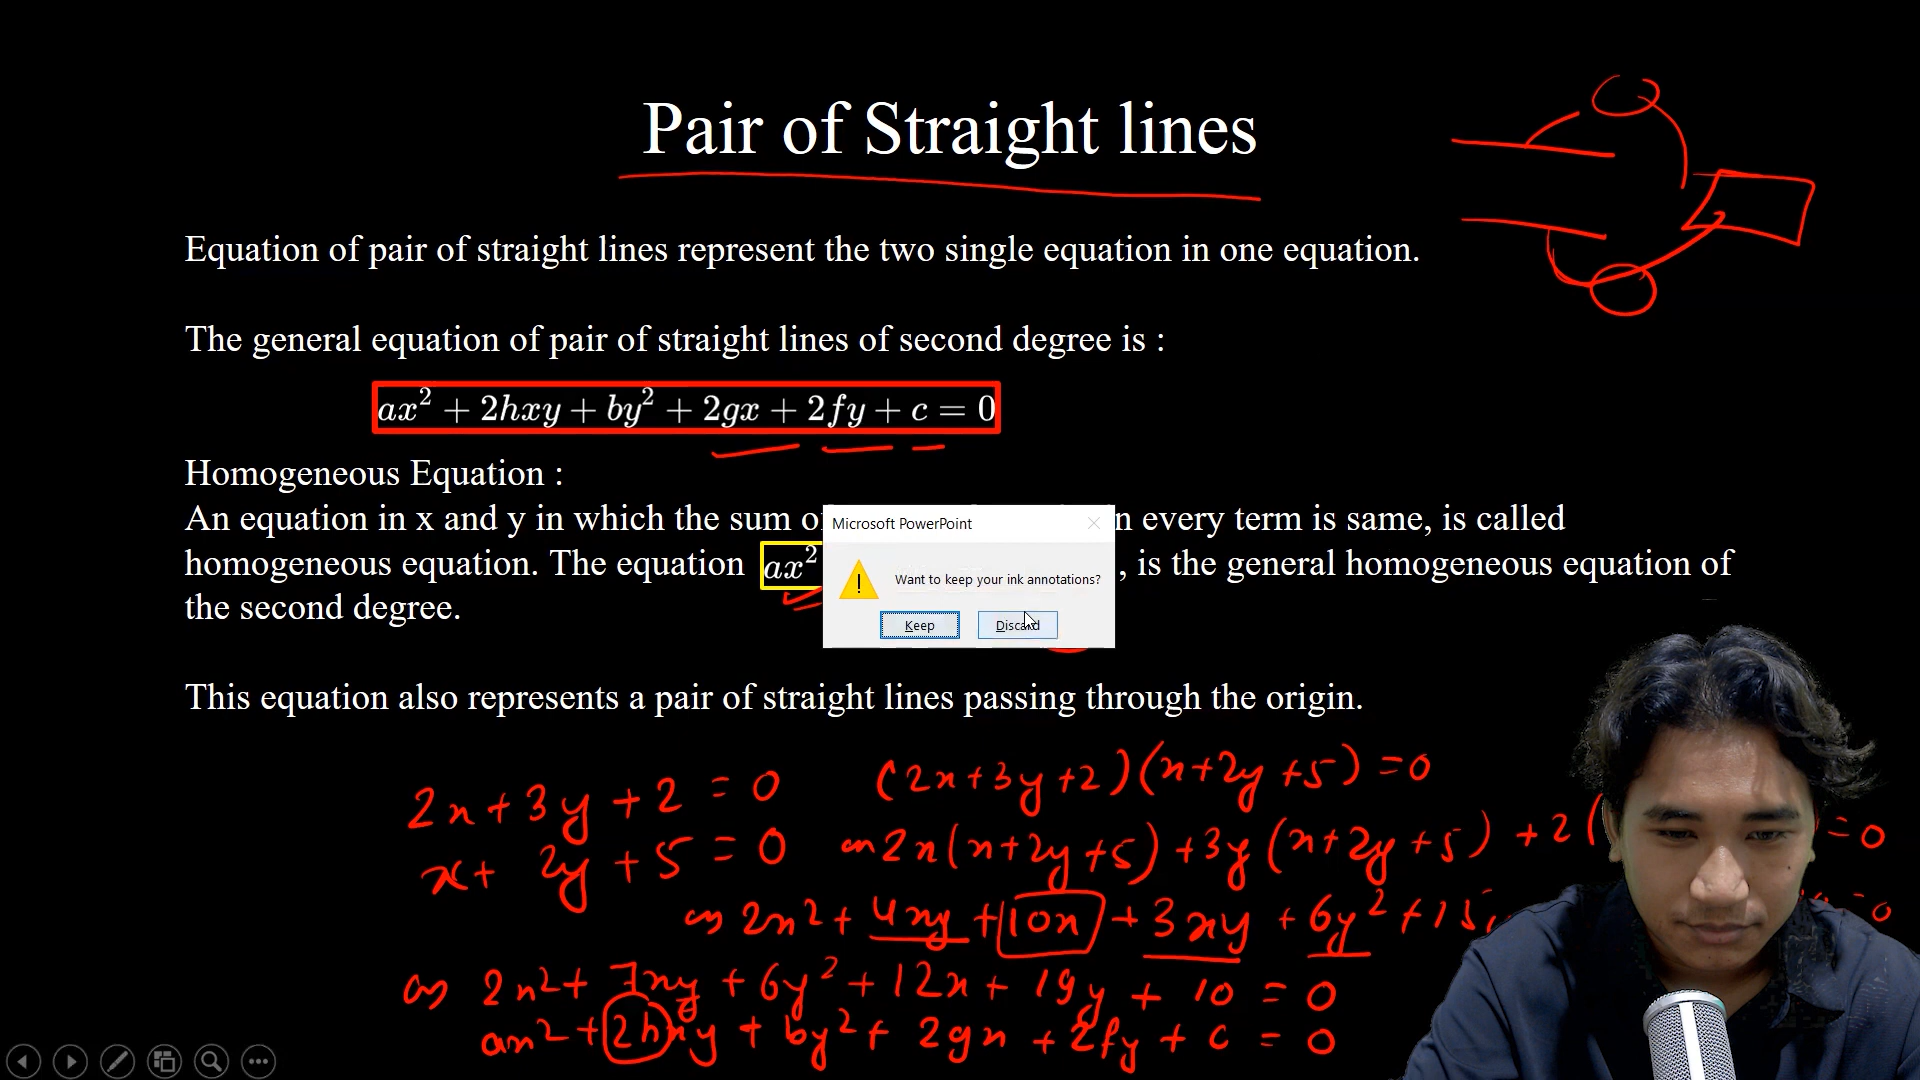 Pair of Straight lines
Equation of pair of straight lines represent the two single equation in one equation.
The general equation of pair of straight lines of second degree is :
ax² + 2hxy + by² + 2gx + 2fy + c = 0
Homogeneous Equation :
An equation in x and y in which the sum of n every term is same, is called
homogeneous equation. The equation ax² , is the general homogeneous equation of
the second degree.
Microsoft PowerPoint
Want to keep your ink annotations?
Keep Discard
This equation also represents a pair of straight lines passing through the origin.
2x+3y+2 = 0
x+2y+5 = 0
(2x+3y+2)(x+2y+5)=0
2x(x+2y+5)+3y(x+2y+5)+2( =0
2x²+4xy+10x+3xy+6y²+15 =0
2x²+7xy+6y²+12x+19y+10=0
ax²+2hxy+by²+2gx+2fy+c=0